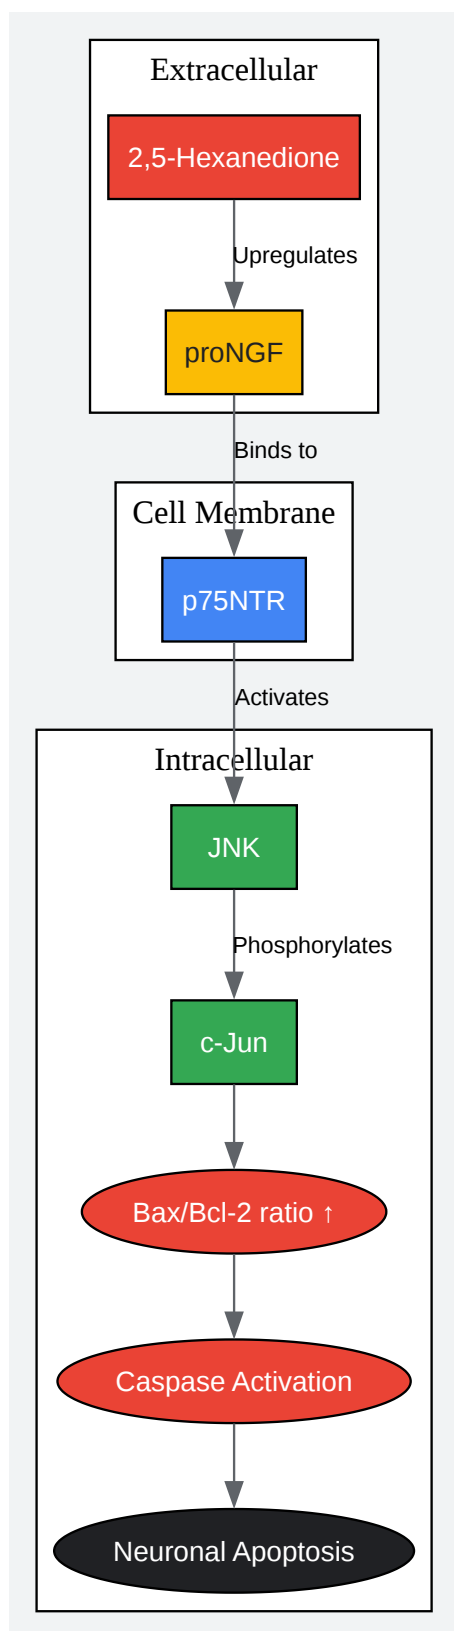 Extracellular
2,5-Hexanedione
Upregulates
proNGF
Binds to
Cell Membrane
p75NTR
Activates
Intracellular
JNK
Phosphorylates
c-Jun
Bax/Bcl-2 ratio ↑
Caspase Activation
Neuronal Apoptosis